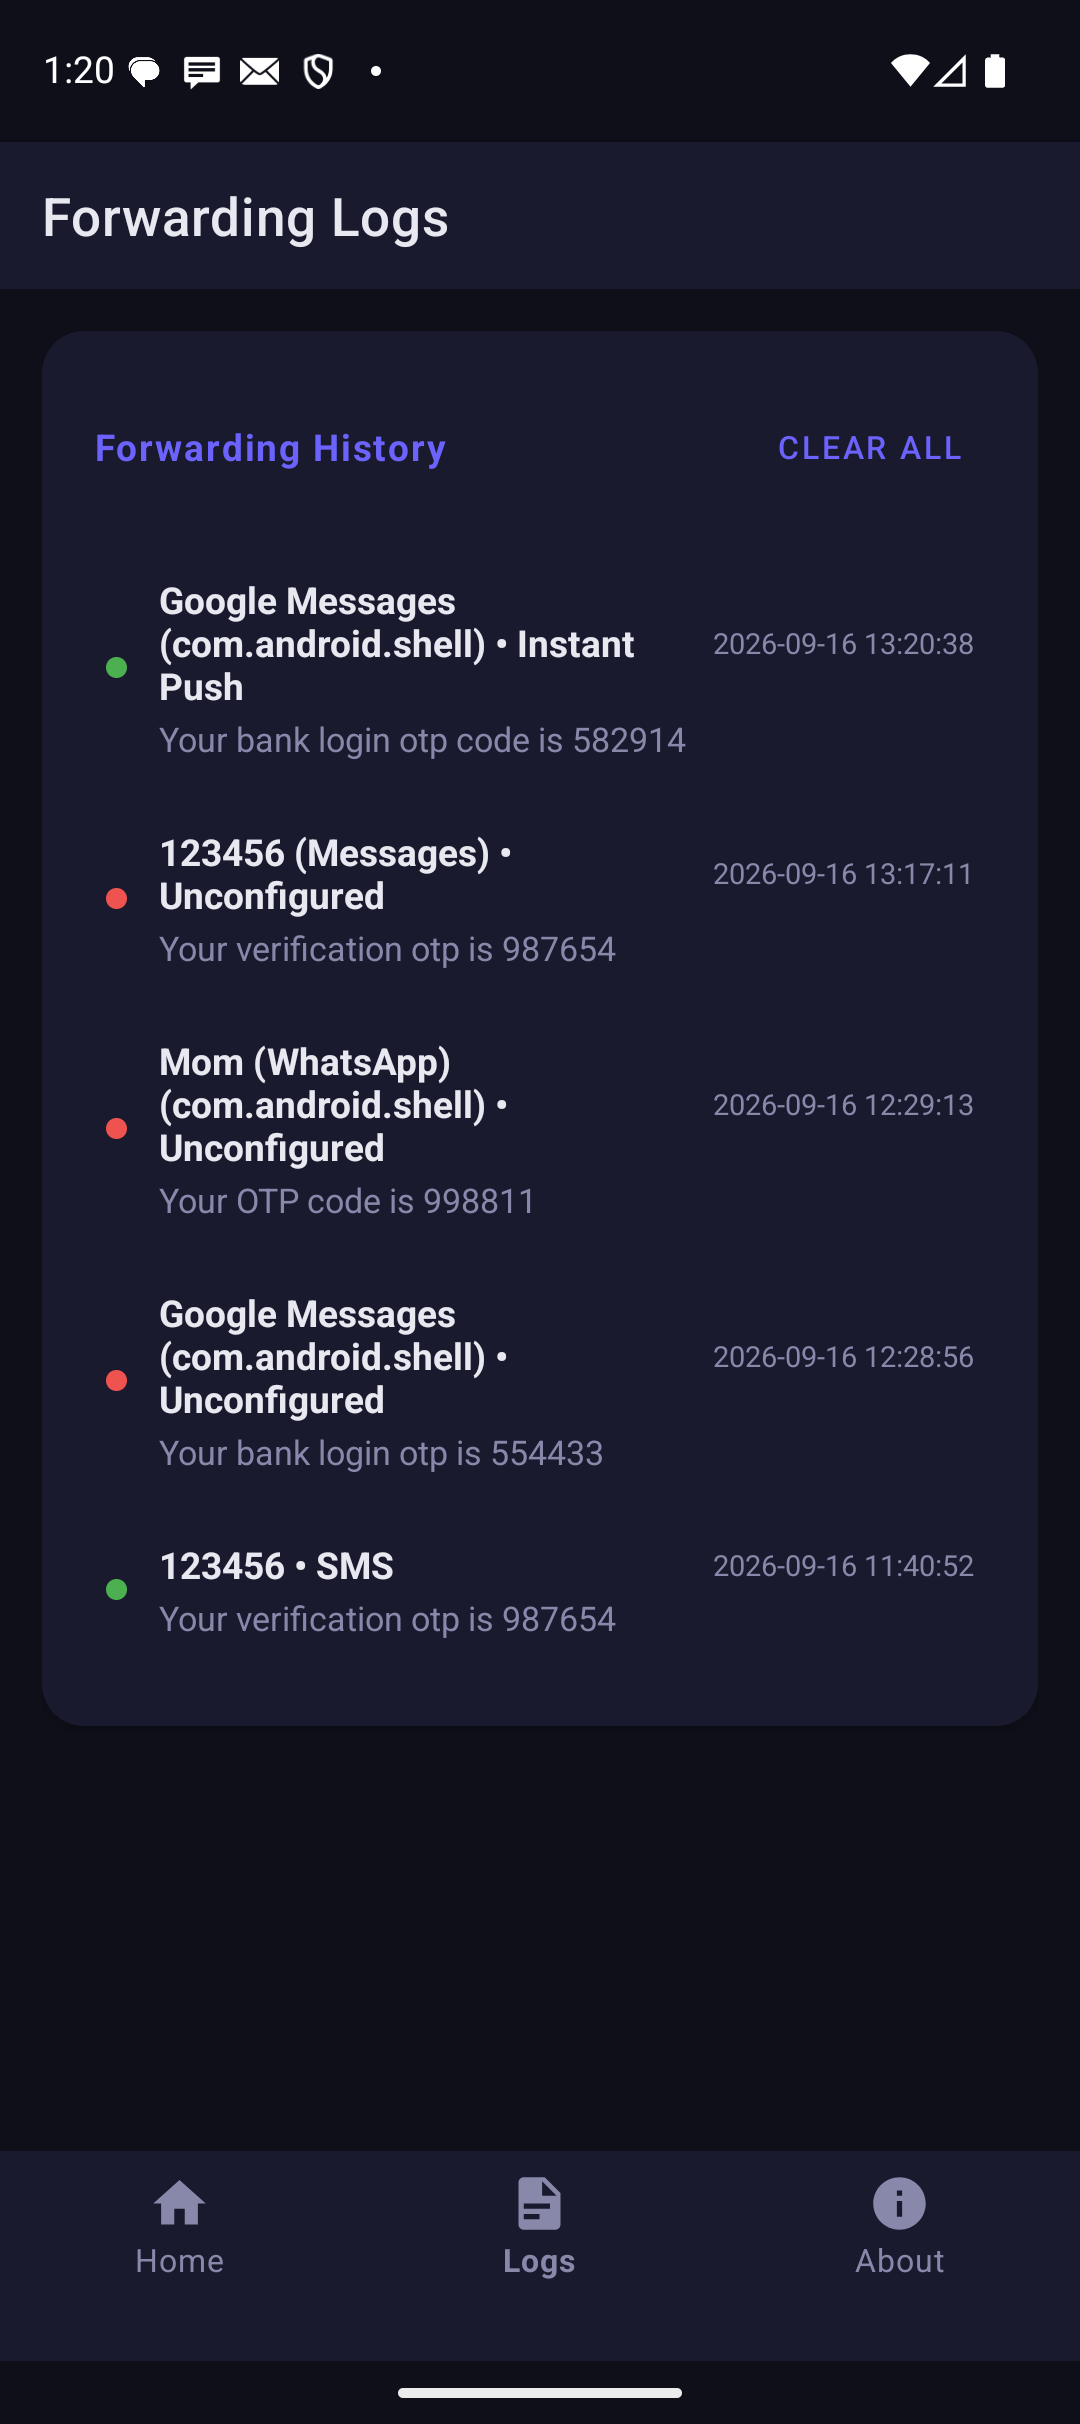 1:20
Forwarding Logs
Forwarding History
CLEAR ALL
Google Messages
(com.android.shell) • Instant
Push
2026-09-16 13:20:38
Your bank login otp code is 582914
123456 (Messages) •
Unconfigured
2026-09-16 13:17:11
Your verification otp is 987654
Mom (WhatsApp)
(com.android.shell) •
Unconfigured
2026-09-16 12:29:13
Your OTP code is 998811
Google Messages
(com.android.shell) •
Unconfigured
2026-09-16 12:28:56
Your bank login otp is 554433
123456 • SMS
2026-09-16 11:40:52
Your verification otp is 987654
Home
Logs
About